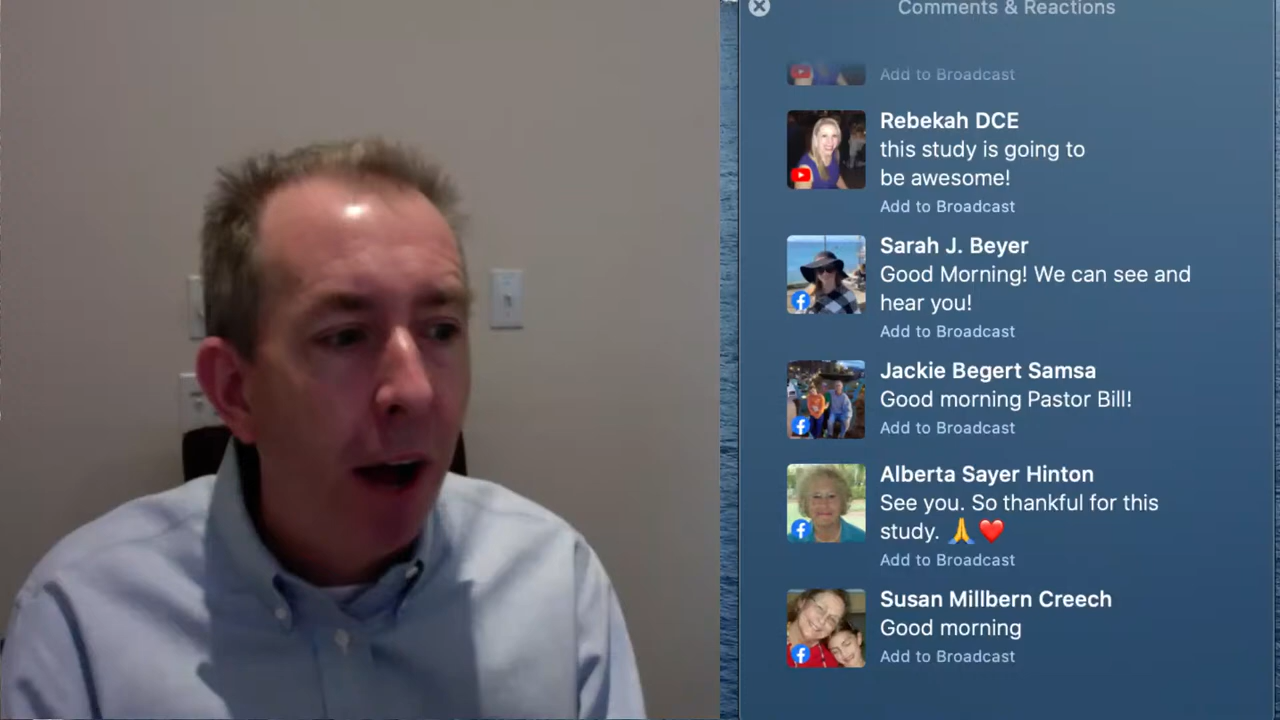 Comments & Reactions
Add to Broadcast
Rebekah DCE
this study is going to
be awesome!
Add to Broadcast
Sarah J. Beyer
Good Morning! We can see and
hear you!
Add to Broadcast
Jackie Begert Samsa
Good morning Pastor Bill!
Add to Broadcast
Alberta Sayer Hinton
See you. So thankful for this
study. 🙏❤️
Add to Broadcast
Susan Millbern Creech
Good morning
Add to Broadcast